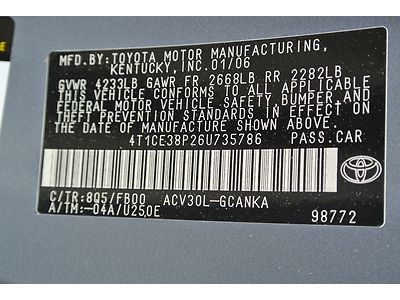 MFD.BY: TOYOTA MOTOR MANUFACTURING,
KENTUCKY, INC. 01/06
GVWR 4233LB GAWR FR 2668LB RR 2282LB
THIS VEHICLE CONFORMS TO ALL APPLICABLE
FEDERAL MOTOR VEHICLE SAFETY, BUMPER, AND
THEFT PREVENTION STANDARDS IN EFFECT ON
THE DATE OF MANUFACTURE SHOWN ABOVE.
4T1CE38P26U735786 PASS.CAR
C/TR:8Q5/FB00 ACV30L-GCANKA
A/TM:-04A/U250E 98772
TOYOTA